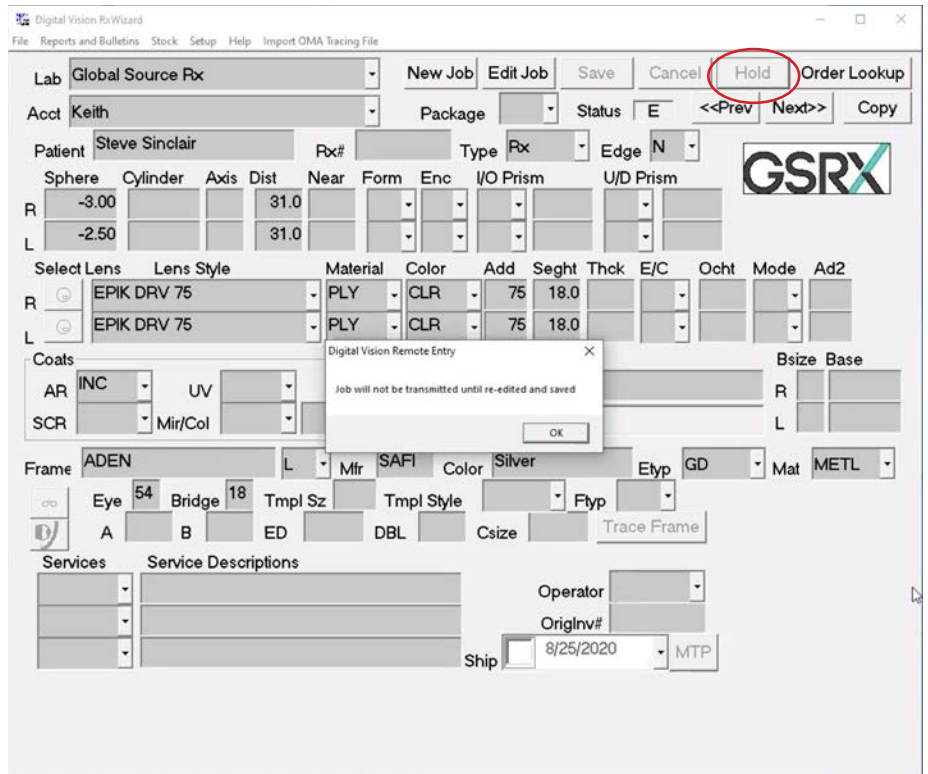 Digital Vision RxWizard
File Reports and Bulletins Stock Setup Help Import OMA Tracing File
Lab Global Source Rx New Job Edit Job Save Cancel Hold Order Lookup
Acct Keith Package Status E <<Prev Next>> Copy
Patient Steve Sinclair Rx# Type Rx Edge N
GSRX
Sphere Cylinder Axis Dist Near Form Enc I/O Prism U/D Prism
R -3.00 31.0
L -2.50 31.0
Select Lens Lens Style Material Color Add Seght Thck E/C Ocht Mode Ad2
R EPIK DRV 75 PLY CLR 75 18.0
L EPIK DRV 75 PLY CLR 75 18.0
Digital Vision Remote Entry
Job will not be transmitted until re-edited and saved
OK
Coats Bsize Base
AR INC UV R
SCR Mir/Col L
Frame ADEN L Mfr SAFI Color Silver Etyp GD Mat METL
Eye 54 Bridge 18 Tmpl Sz Tmpl Style Ftyp
A B ED DBL Csize Trace Frame
Services Service Descriptions
Operator
OrigInv#
Ship 8/25/2020 MTP